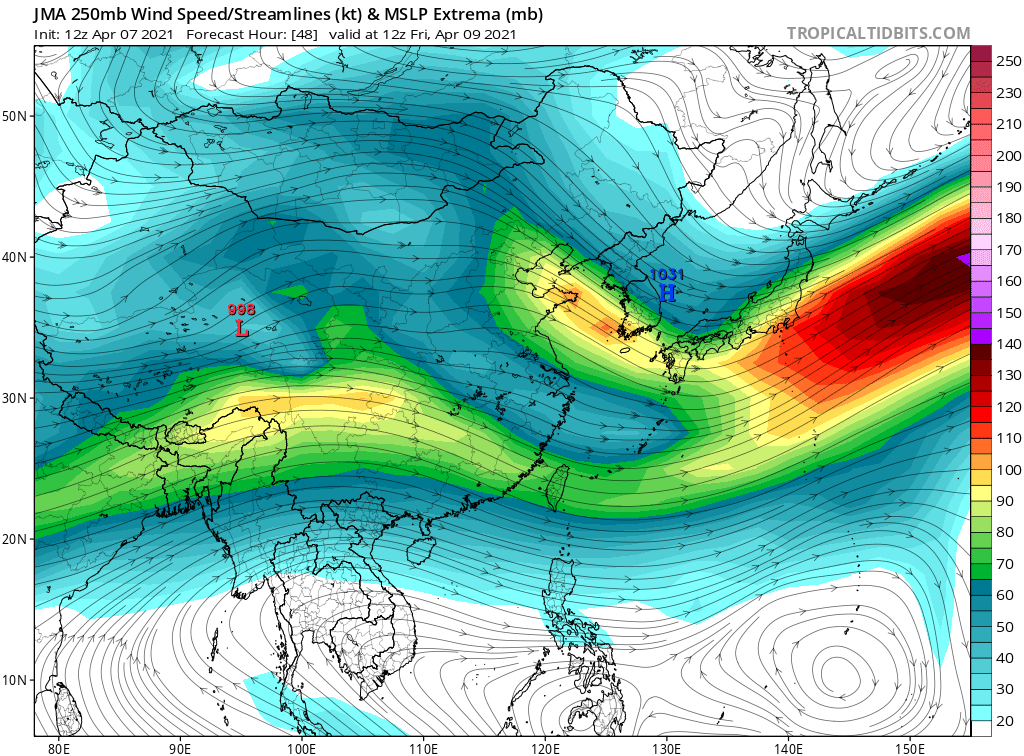 JMA 250mb Wind Speed/Streamlines (kt) & MSLP Extrema (mb)
Init: 12z Apr 07 2021 Forecast Hour: [48] valid at 12z Fri, Apr 09 2021
TROPICALTIDBITS.COM
50N
40N
30N
20N
10N
80E 90E 100E 110E 120E 130E 140E 150E
998
L
1031
H
250
230
210
200
190
180
170
160
150
140
130
120
110
100
90
80
70
60
50
40
30
20